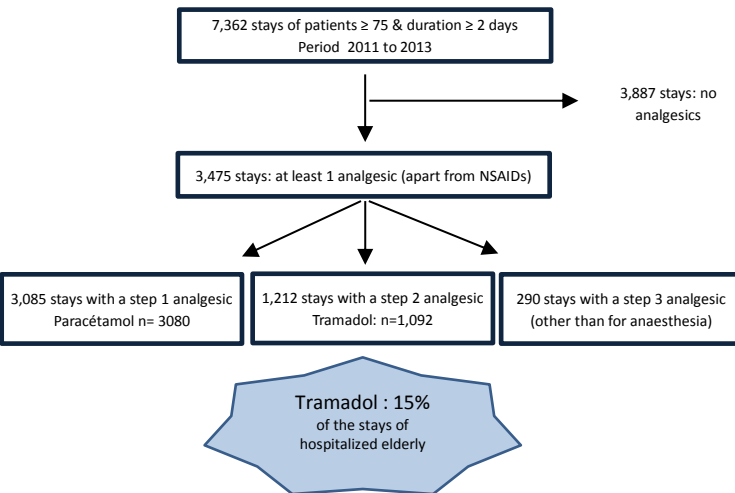 7,362 stays of patients ≥ 75 & duration ≥ 2 days
Period 2011 to 2013
3,887 stays: no
analgesics
3,475 stays: at least 1 analgesic (apart from NSAIDs)
3,085 stays with a step 1 analgesic
Paracétamol n= 3080
1,212 stays with a step 2 analgesic
Tramadol: n=1,092
290 stays with a step 3 analgesic
(other than for anaesthesia)
Tramadol : 15%
of the stays of
hospitalized elderly